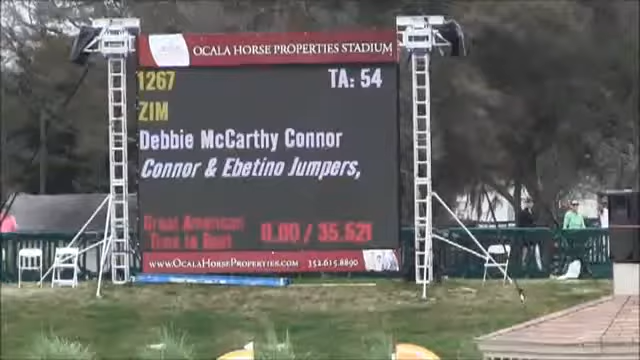 OCALA HORSE PROPERTIES STADIUM
1267 TA: 54
ZIM
Debbie McCarthy Connor
Connor & Ebetino Jumpers,
Great American
Time to Beat 0.00 / 35.621
www.OcalaHorseProperties.com 352.615.8890